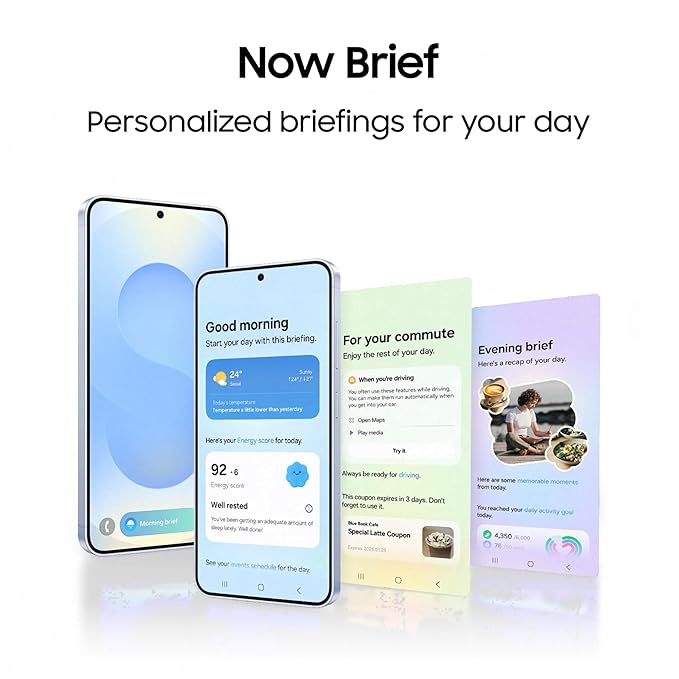 Now Brief
Personalized briefings for your day
Morning brief
Good morning
Start your day with this briefing.
24°
Seoul
Sunny
Today's temperature
Temperature a little lower than yesterday
Here's your Energy score for today.
92
Energy score
Well rested
You've been getting an adequate amount of
sleep lately. Well done!
See your events schedule for the day.
For your commute
Enjoy the rest of your day.
When you're driving
You often use these features while driving.
You can make them run automatically when
you get into your car.
Open Maps
Play media
Try it
Always be ready for driving.
This coupon expires in 3 days. Don't
forget to use it.
Blue Book Cafe
Special Latte Coupon
Expires 2025.01.25
Evening brief
Here's a recap of your day.
Here are some memorable moments
from today.
You reached your daily activity goal
today.
4,350 /6,000